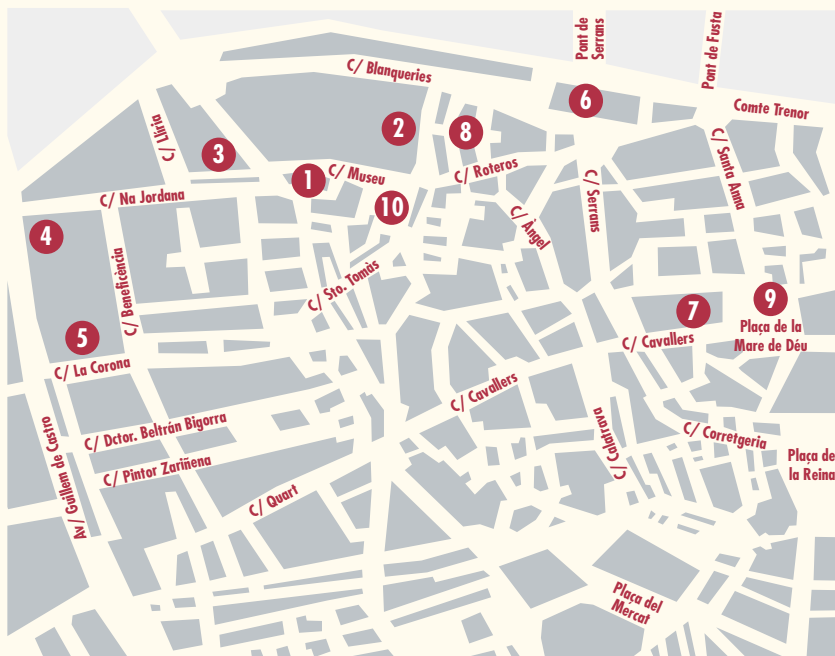 Pont de
Serrans
Pont de Fusta
C/ Blanqueries
6
Comte Trenor
2
8
C/ Lliria
3
C/ Santa Anna
1
C/ Museu
C/ Roteros
C/ Na Jordana
10
C/ Serrans
4
C/ Àngel
C/ Beneficència
C/ Sto. Tomàs
9
7
5
Plaça de la
Mare de Déu
C/ Cavallers
C/ La Corona
C/ Cavallers
C/ Dctor. Beltrán Bigorra
C/ Calatrava
C/ Corretgeria
Av/ Guillem de Castro
C/ Pintor Zariñena
Plaça de
la Reina
C/ Quart
Plaça del
Mercat